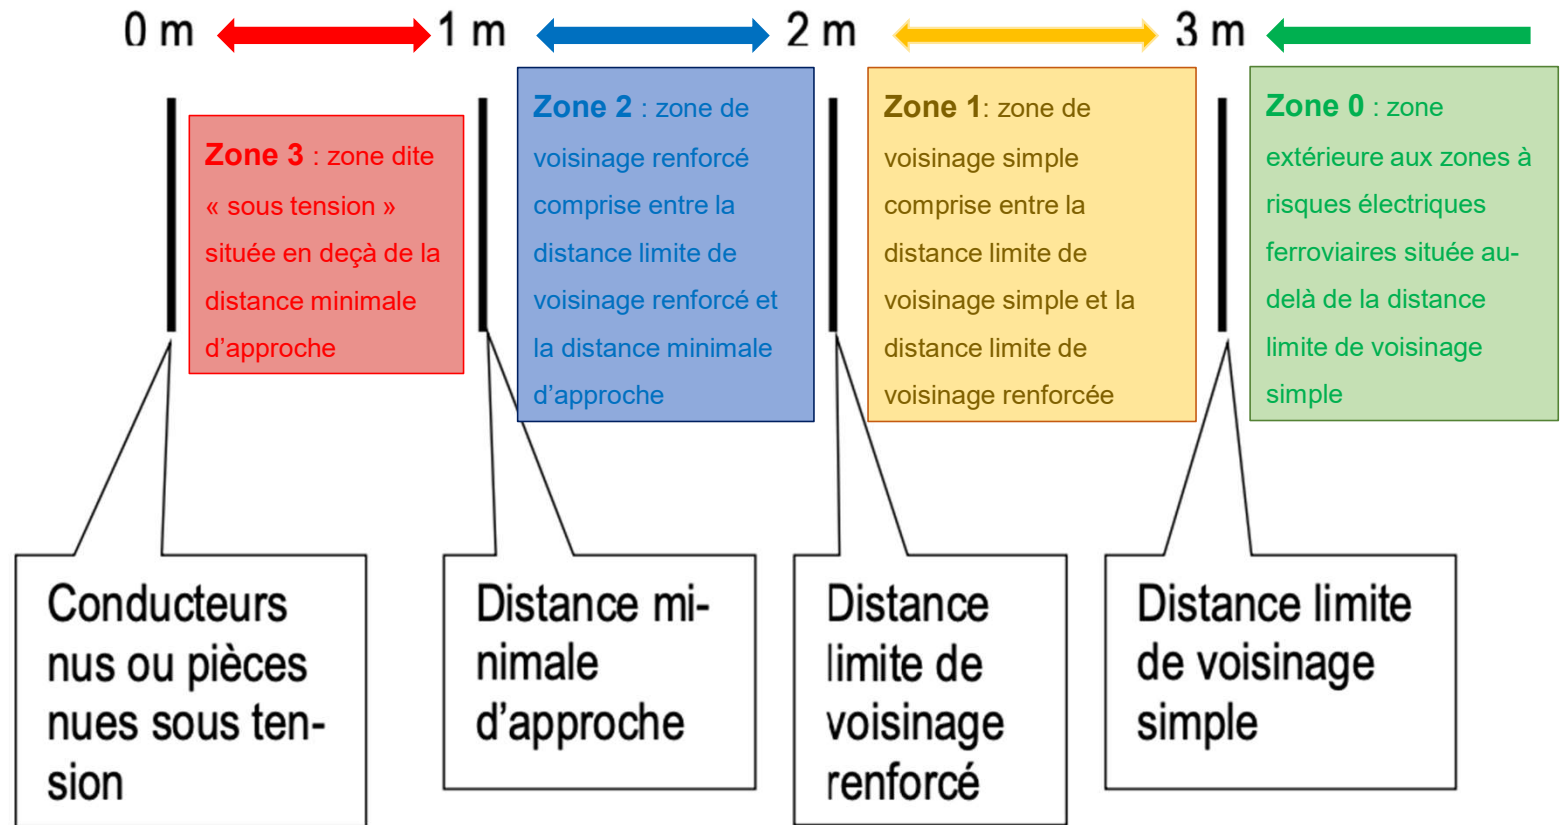 0 m
1 m
2 m
3 m
Zone 3 : zone dite
« sous tension »
située en deçà de la
distance minimale
d’approche
Zone 2 : zone de
voisinage renforcé
comprise entre la
distance limite de
voisinage renforcé et
la distance minimale
d’approche
Zone 1: zone de
voisinage simple
comprise entre la
distance limite de
voisinage simple et la
distance limite de
voisinage renforcée
Zone 0 : zone
extérieure aux zones à
risques électriques
ferroviaires située au-
delà de la distance
limite de voisinage
simple
Conducteurs
nus ou pièces
nues sous ten-
sion
Distance mi-
nimale
d’approche
Distance
limite de
voisinage
renforcé
Distance limite
de voisinage
simple